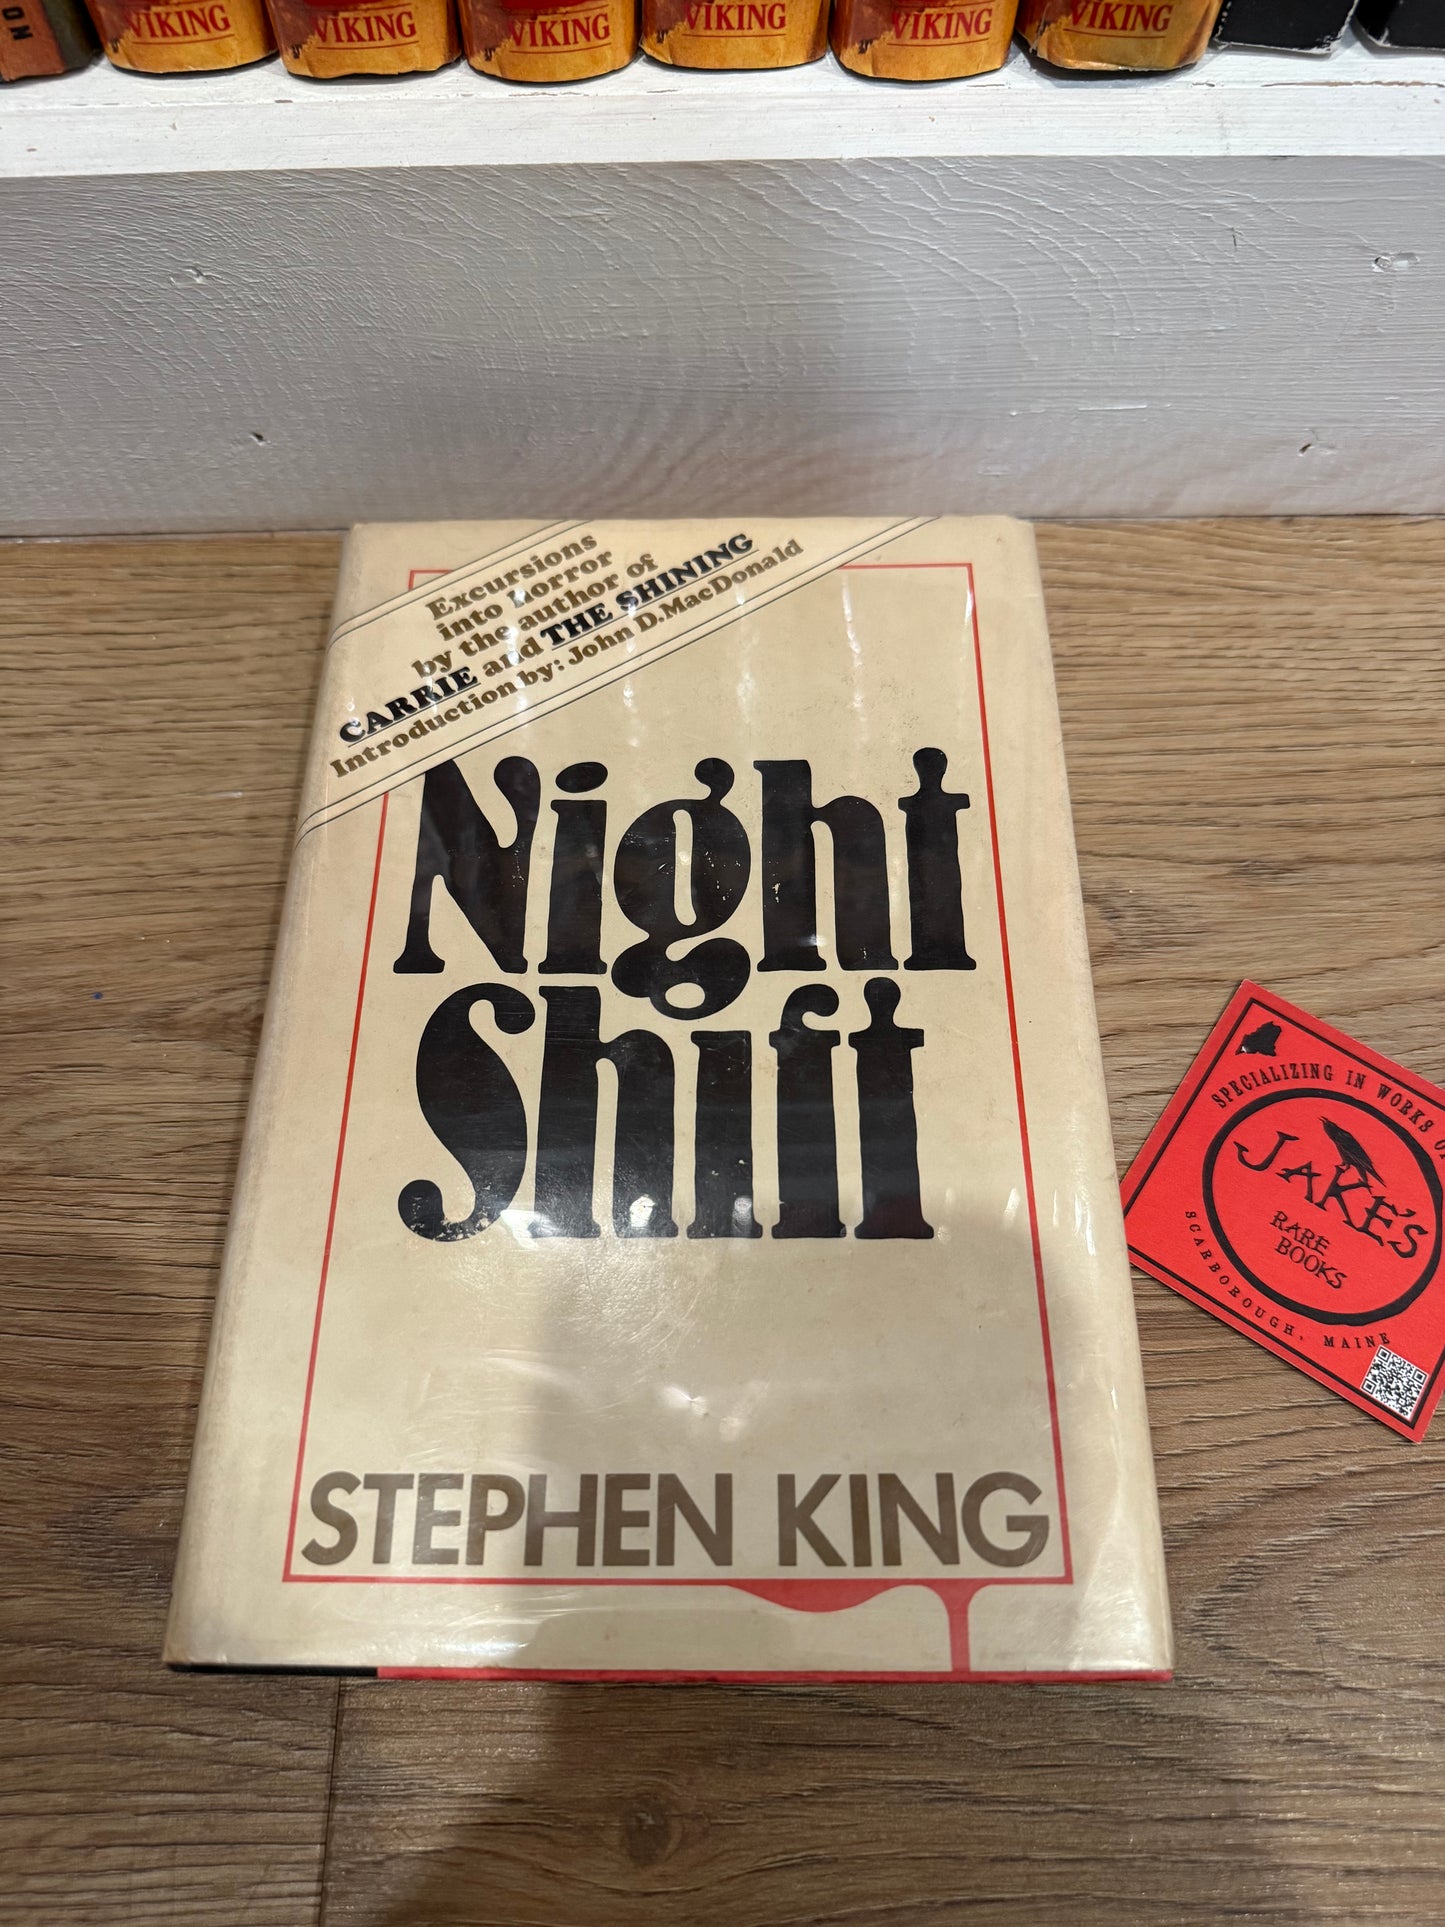 NO
VIKING
VIKING
VIKING
VIKING
VIKING
VIKING
Excursions
into horror
by the author of
CARRIE and THE SHINING
Introduction by: John D. MacDonald
Night
Shift
STEPHEN KING
SPECIALIZING IN WORKS OF
JAKE'S
RARE
BOOKS
SCARBOROUGH, MAINE